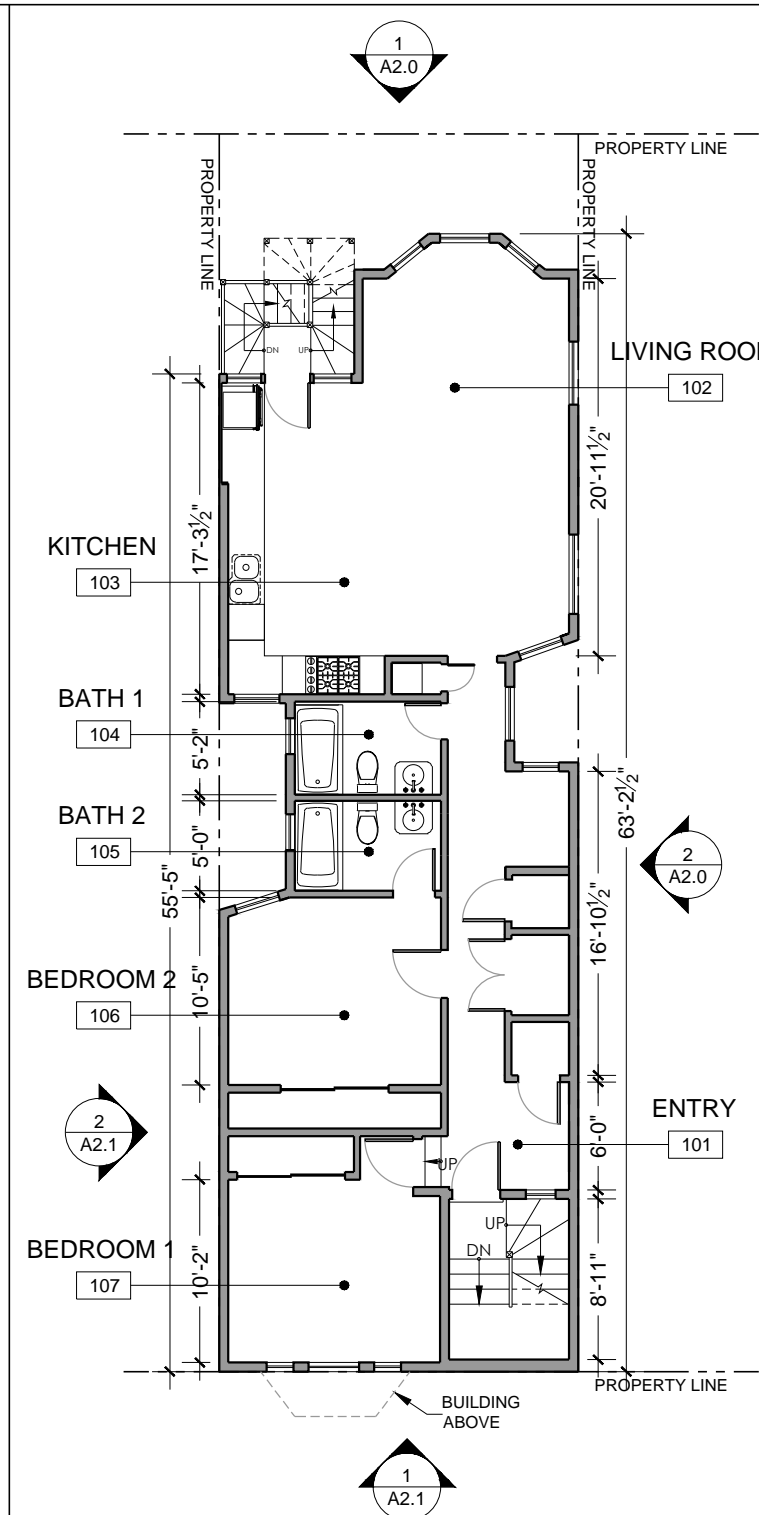 1
A2.0
PROPERTY LINE
PROPERTY LINE
PROPERTY LINE
DN
UP
LIVING ROOM
102
20'-11½"
17'-3½"
KITCHEN
103
BATH 1
104
5'-2"
63'-2½"
BATH 2
105
5'-0"
2
A2.0
55'-5"
16'-10½"
BEDROOM 2
106
10'-5"
2
A2.1
ENTRY
101
6'-0"
UP
UP
DN
BEDROOM 1
107
10'-2"
8'-11"
PROPERTY LINE
BUILDING
ABOVE
1
A2.1